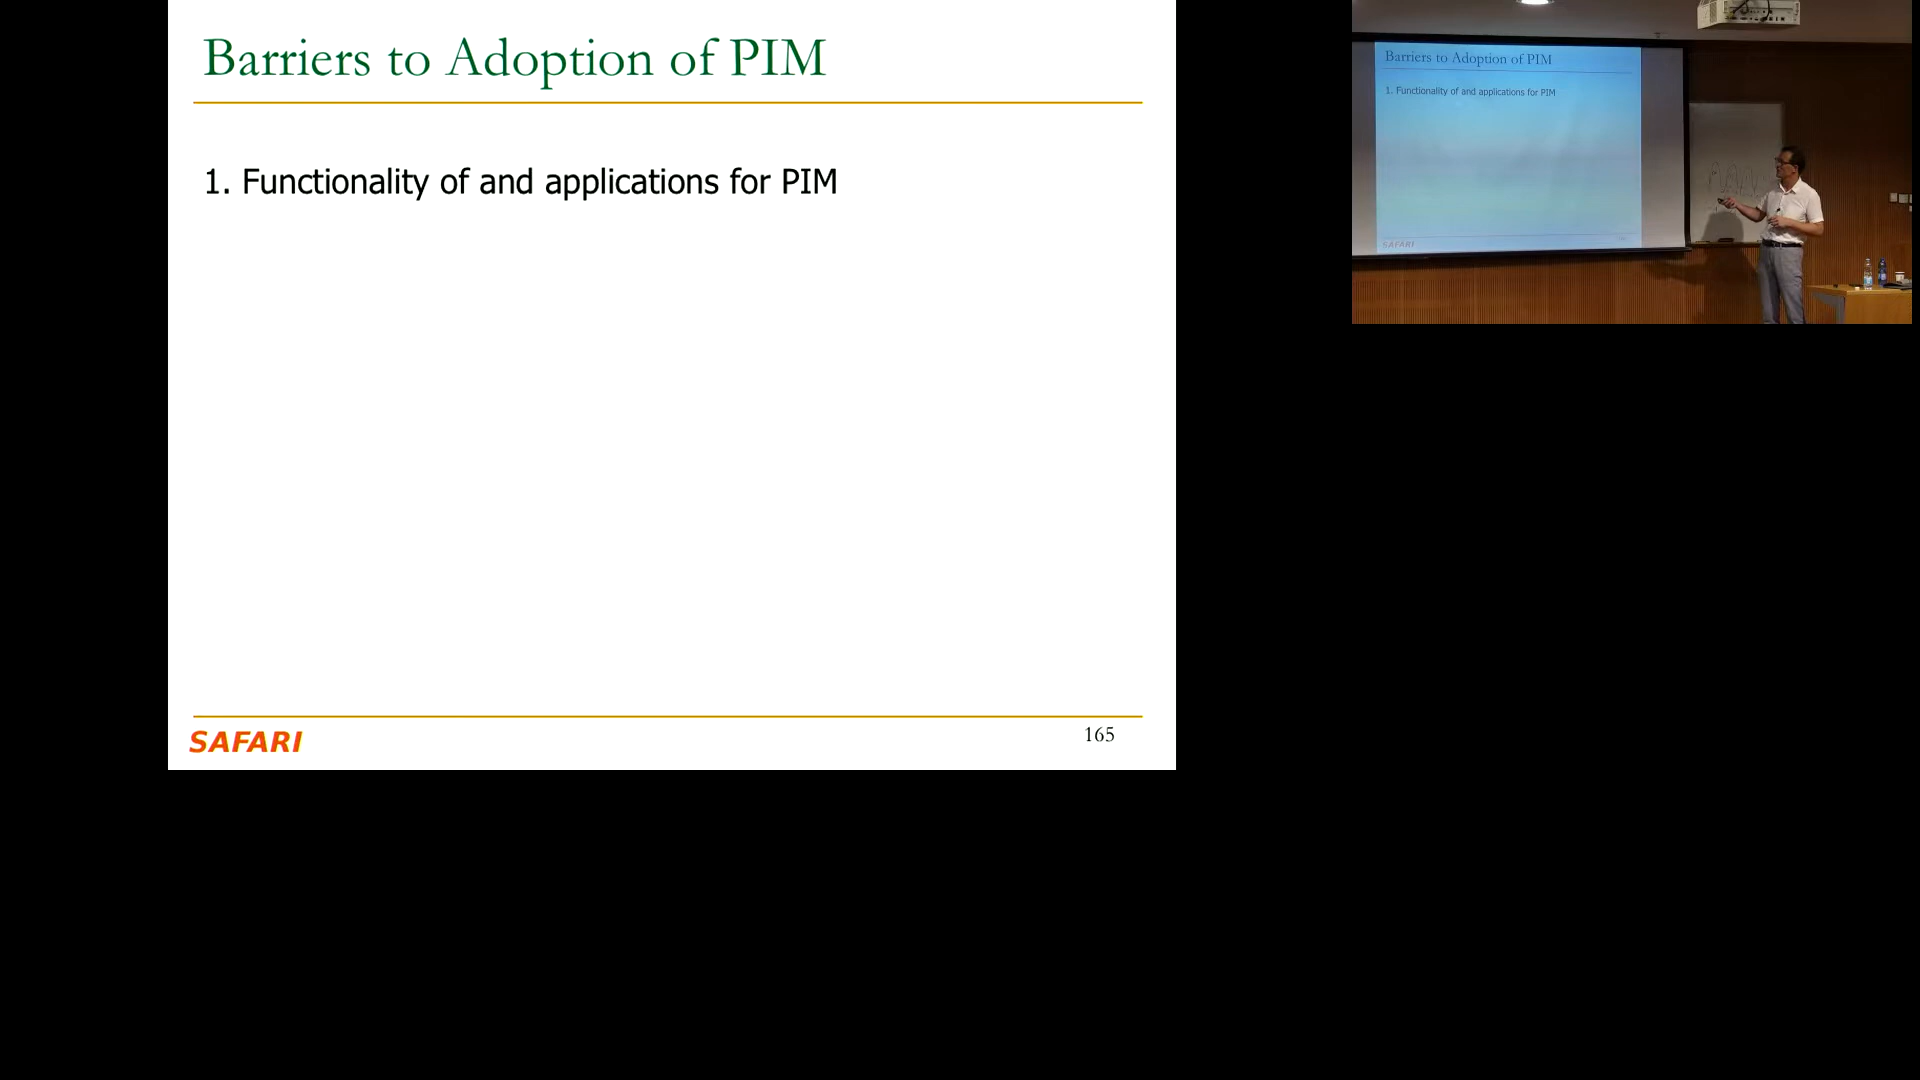 Barriers to Adoption of PIM
1. Functionality of and applications for PIM
SAFARI
165
Barriers to Adoption of PIM
1. Functionality of and applications for PIM
SAFARI